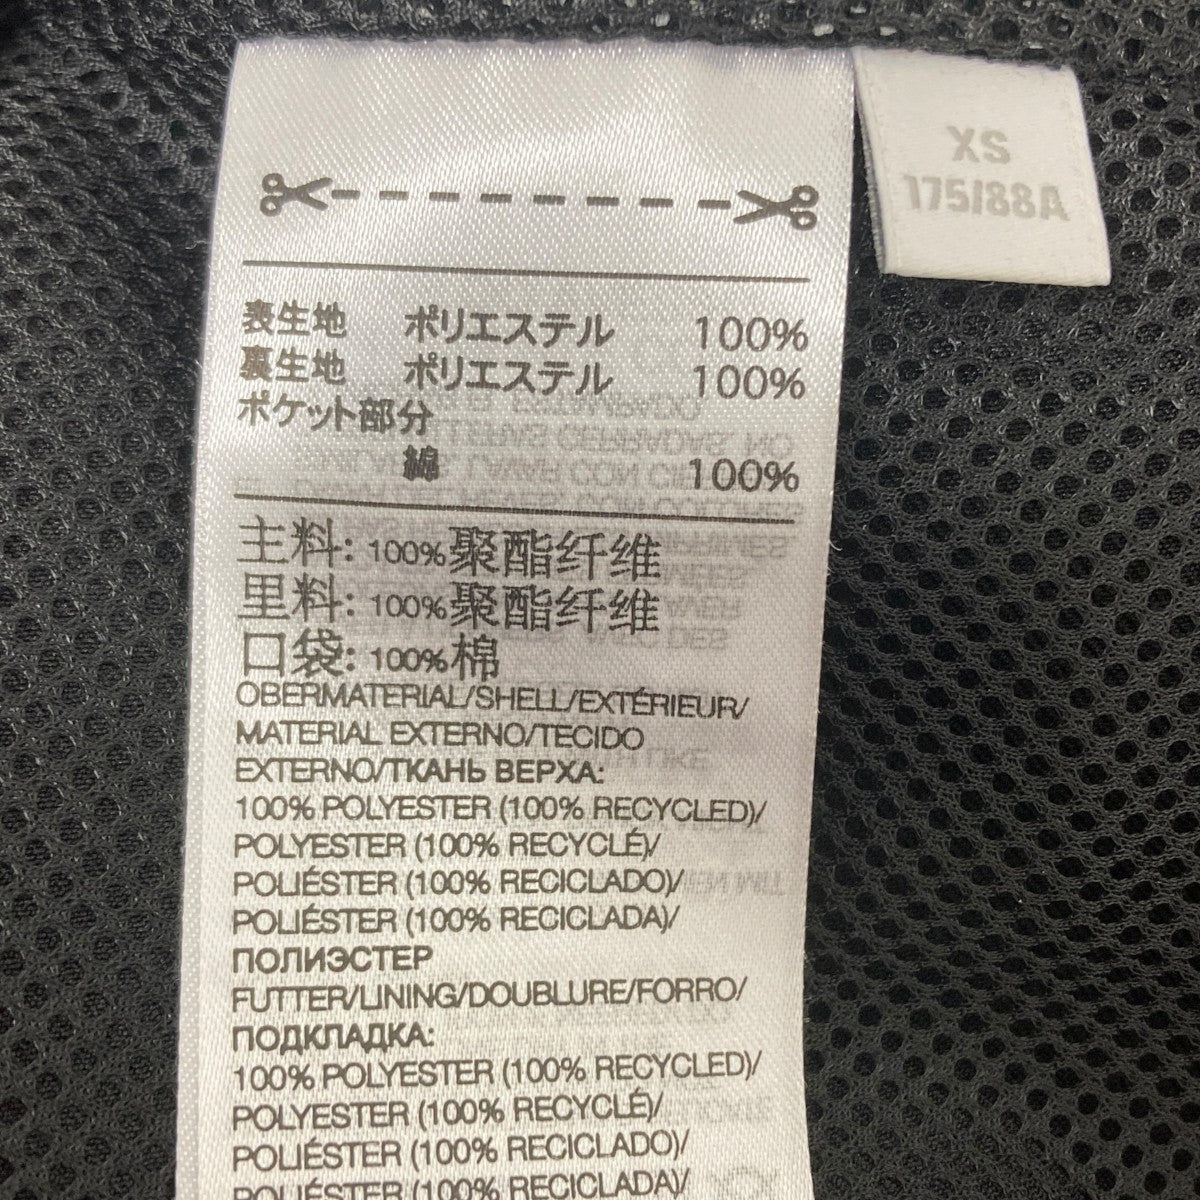 XS
175/88A
表生地 ポリエステル 100%
裏生地 ポリエステル 100%
ポケット部分
綿 100%
主料: 100%聚酯纤维
里料: 100%聚酯纤维
口袋: 100%棉
OBERMATERIAL/SHELL/EXTÉRIEUR/
MATERIAL EXTERNO/TECIDO
EXTERNO/ТКАНЬ ВЕРХА:
100% POLYESTER (100% RECYCLED)/
POLYESTER (100% RECYCLÉ)/
POLIÉSTER (100% RECICLADO)/
POLIÉSTER (100% RECICLADA)/
ПОЛИЭСТЕР
FUTTER/LINING/DOUBLURE/FORRO/
ПОДКЛАДКА:
100% POLYESTER (100% RECYCLED)/
POLYESTER (100% RECYCLÉ)/
POLIÉSTER (100% RECICLADO)/
POLIÉSTER (100% RECICLADA)/